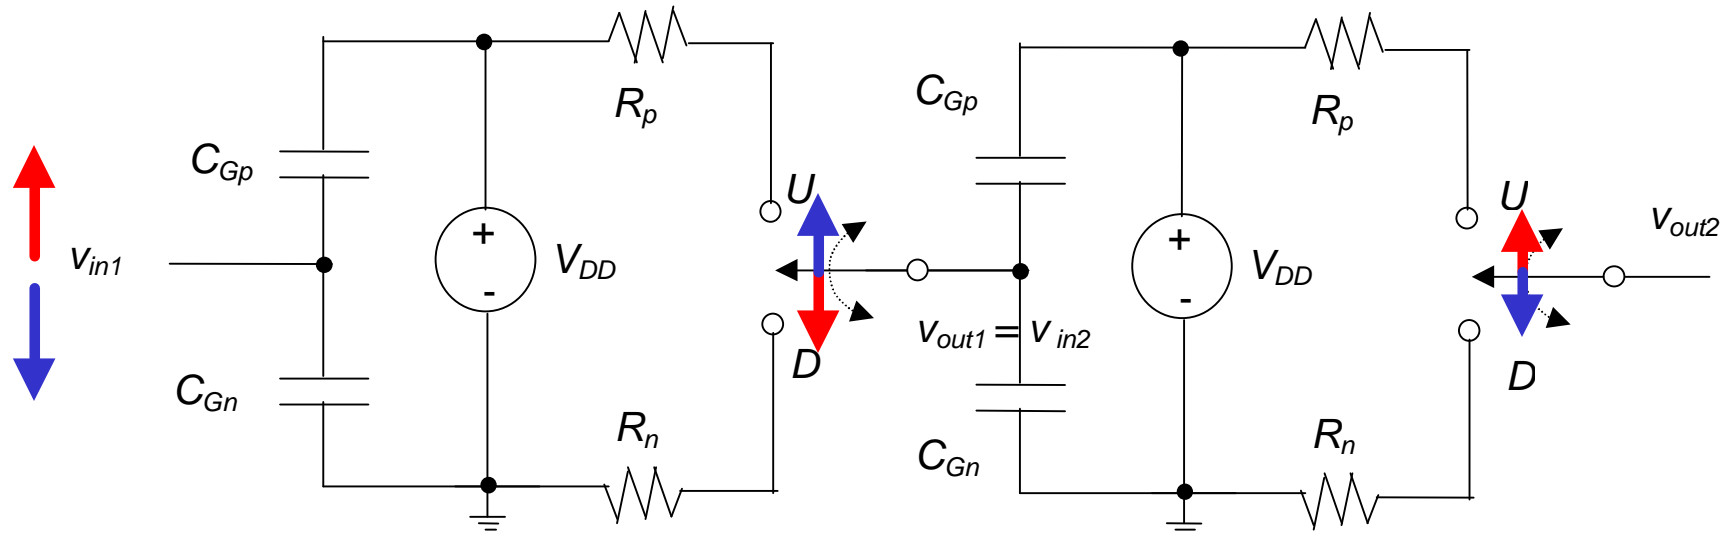 R_p
C_Gp
U
v_in1
+
V_DD
-
C_Gn
D
R_n
C_Gp
R_p
U
v_out2
+
V_DD
-
v_out1 = v_in2
D
C_Gn
R_n